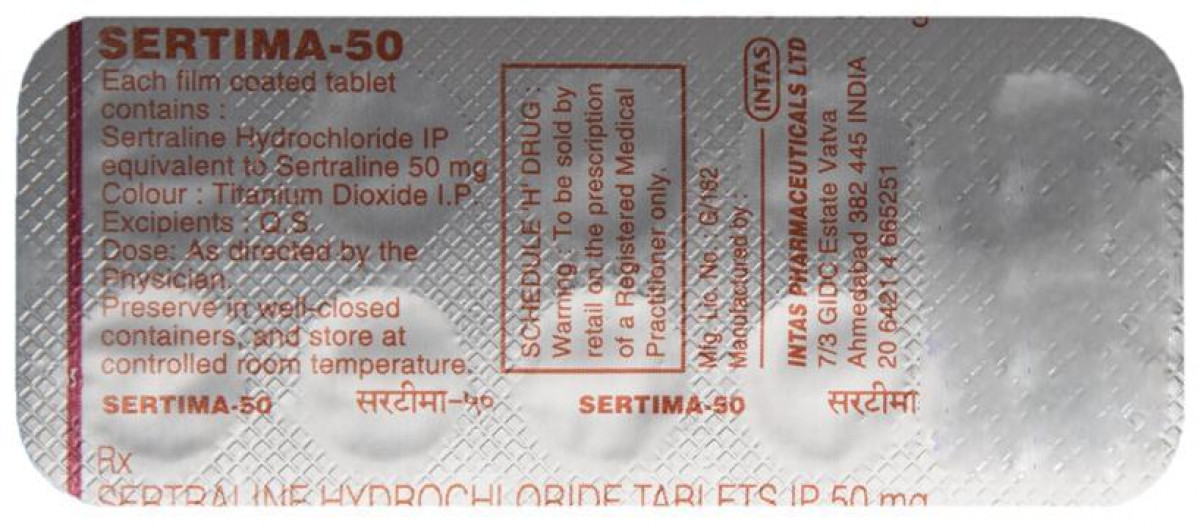 SERTIMA-50
Each film coated tablet
contains :
Sertraline Hydrochloride IP
equivalent to Sertraline 50 mg
Colour : Titanium Dioxide I.P.
Excipients : Q.S.
Dose: As directed by the
Physician.
Preserve in well-closed
containers, and store at
controlled room temperature.
SCHEDULE 'H' DRUG :
Warning : To be sold by
retail on the prescription
of a Registered Medical
Practitioner only.
Mfg. Lic. No. : G/182
Manufactured by :
INTAS
INTAS PHARMACEUTICALS LTD
7/3 GIDC Estate Vatva
Ahmedabad 382 445 INDIA
20 6421 4 665251
SERTIMA-50 सरटीमा-५० SERTIMA-50 सरटीमा
Rx
SERTRALINE HYDROCHLORIDE TABLETS IP 50 mg